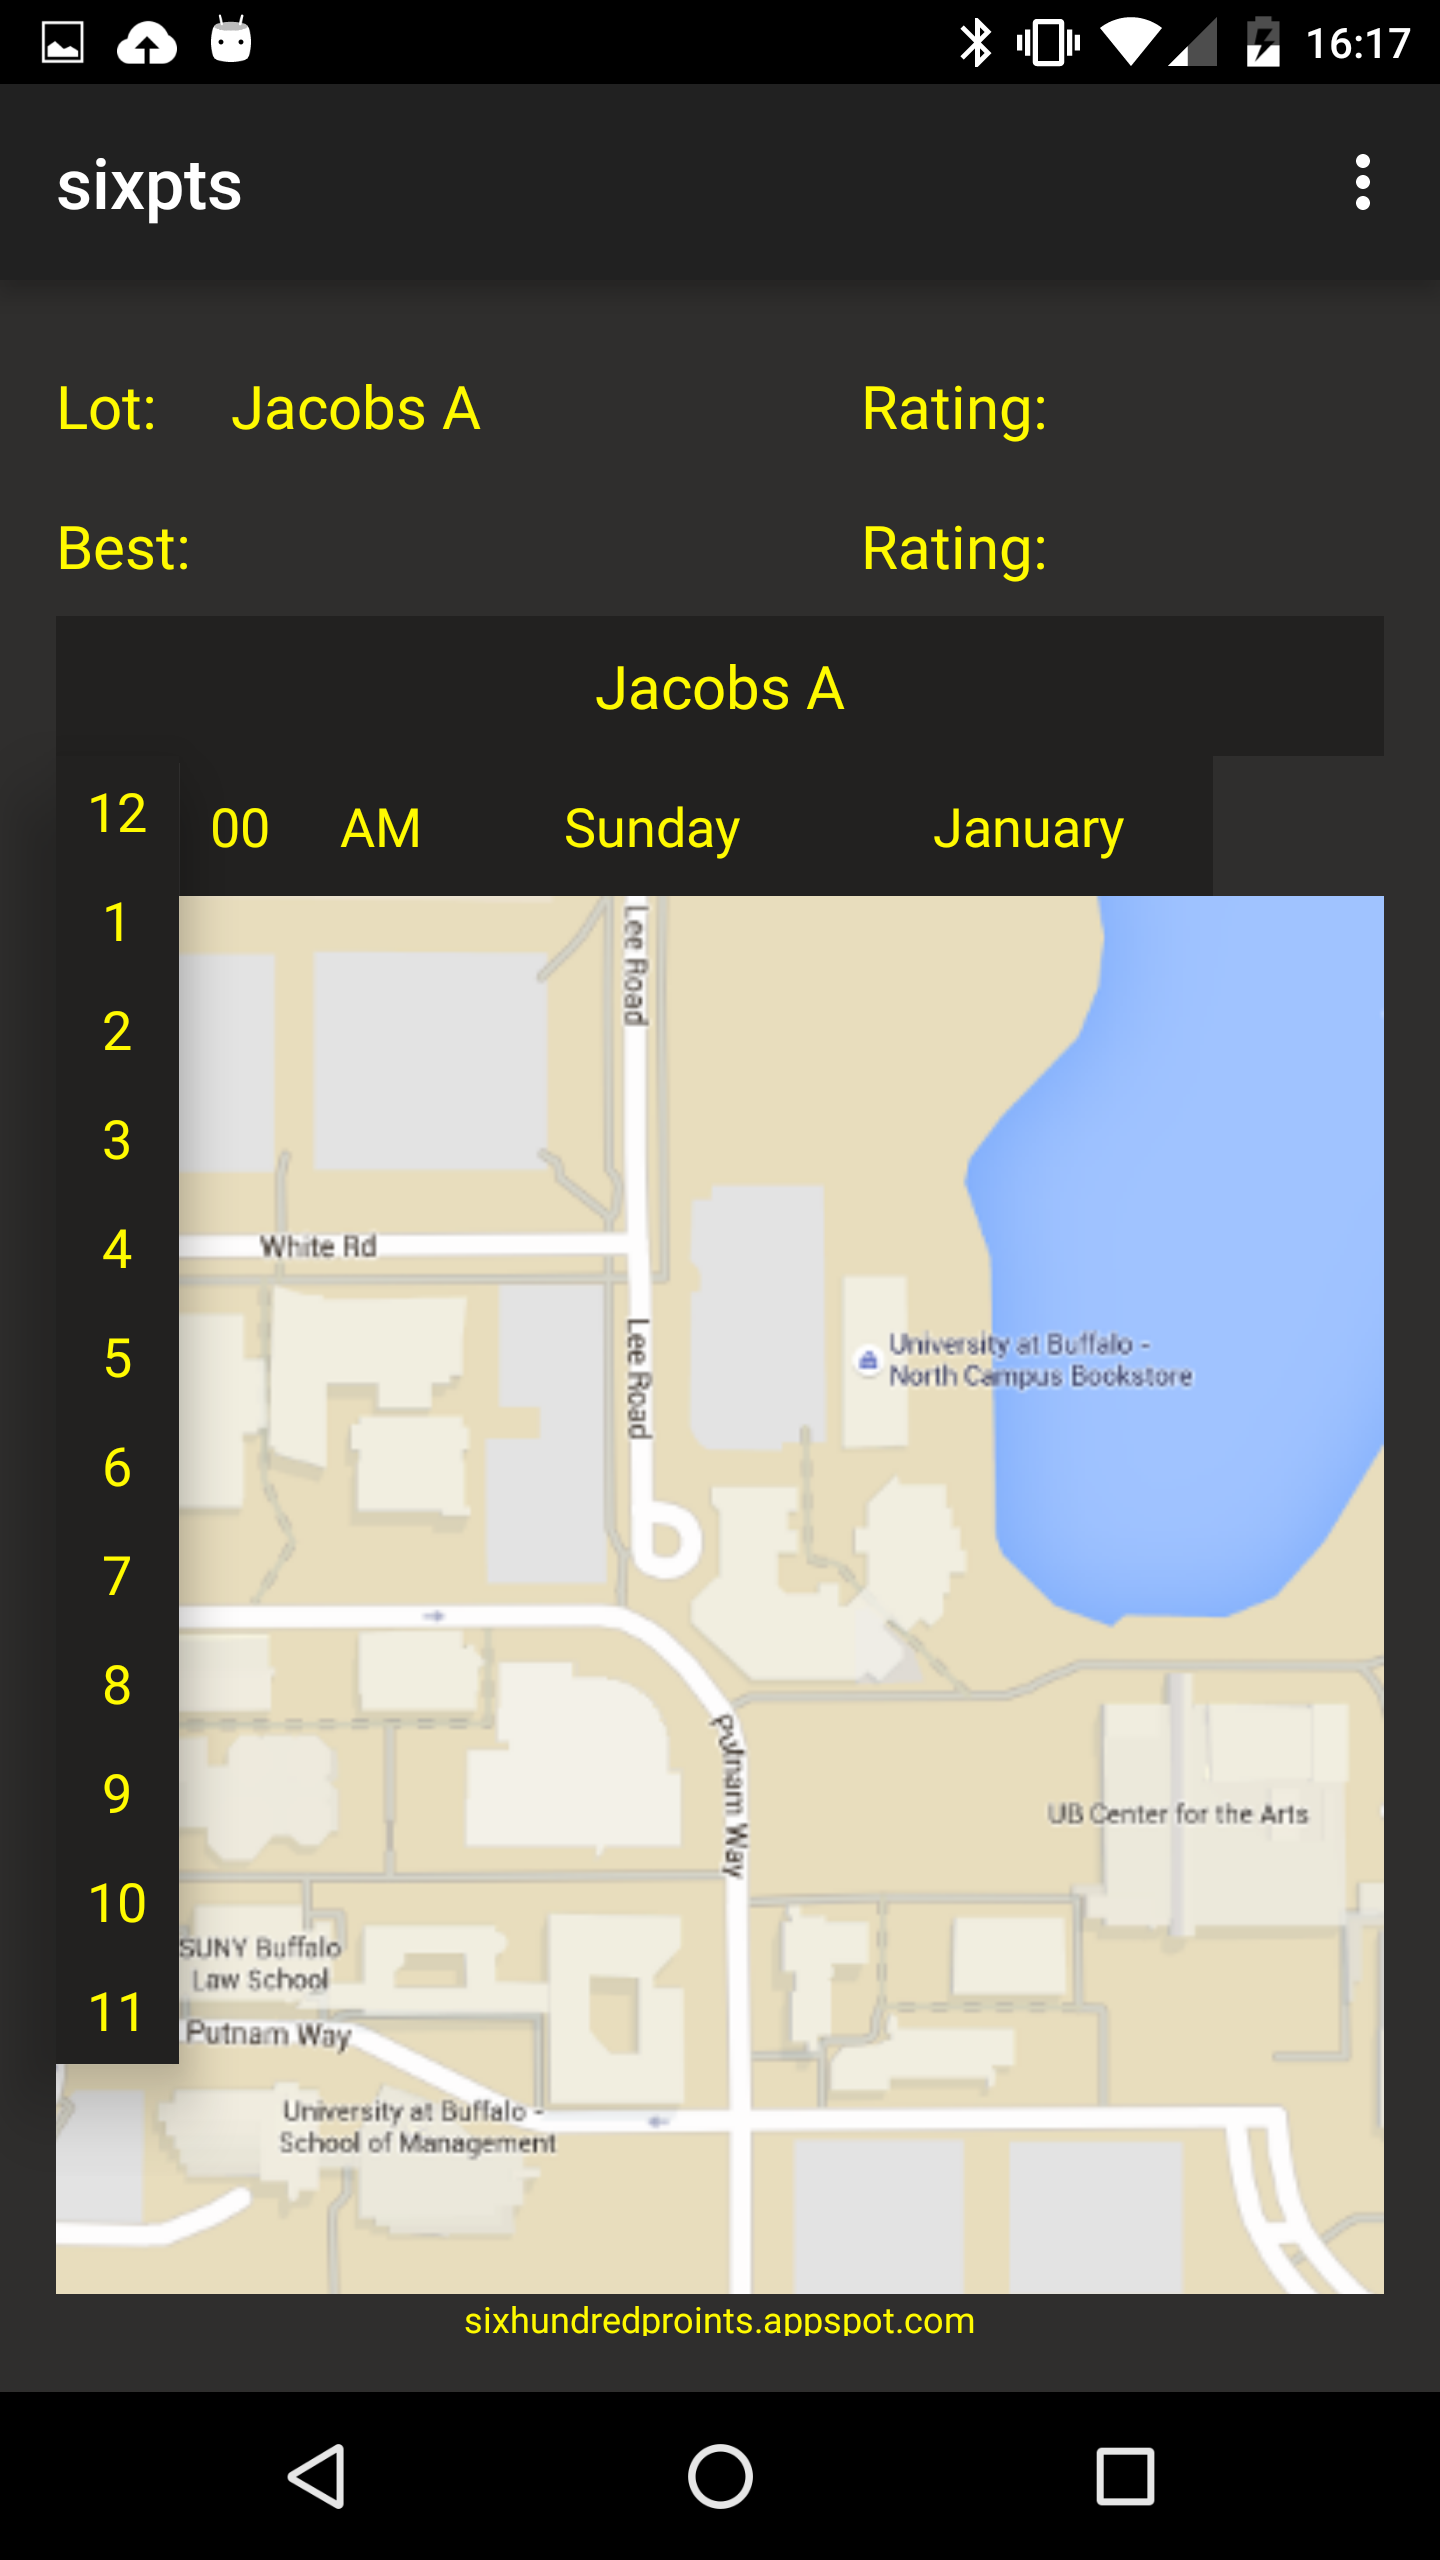 16:17
sixpts
Lot: Jacobs A Rating:
Best: Rating:
Jacobs A
12 00 AM Sunday January
1
2
3
4
5
6
7
8
9
10
11
Lee Road
White Rd
Lee Road
University at Buffalo -
North Campus Bookstore
Putnam Way
UB Center for the Arts
SUNY Buffalo
Law School
Putnam Way
University at Buffalo -
School of Management
sixhundredproints.appspot.com